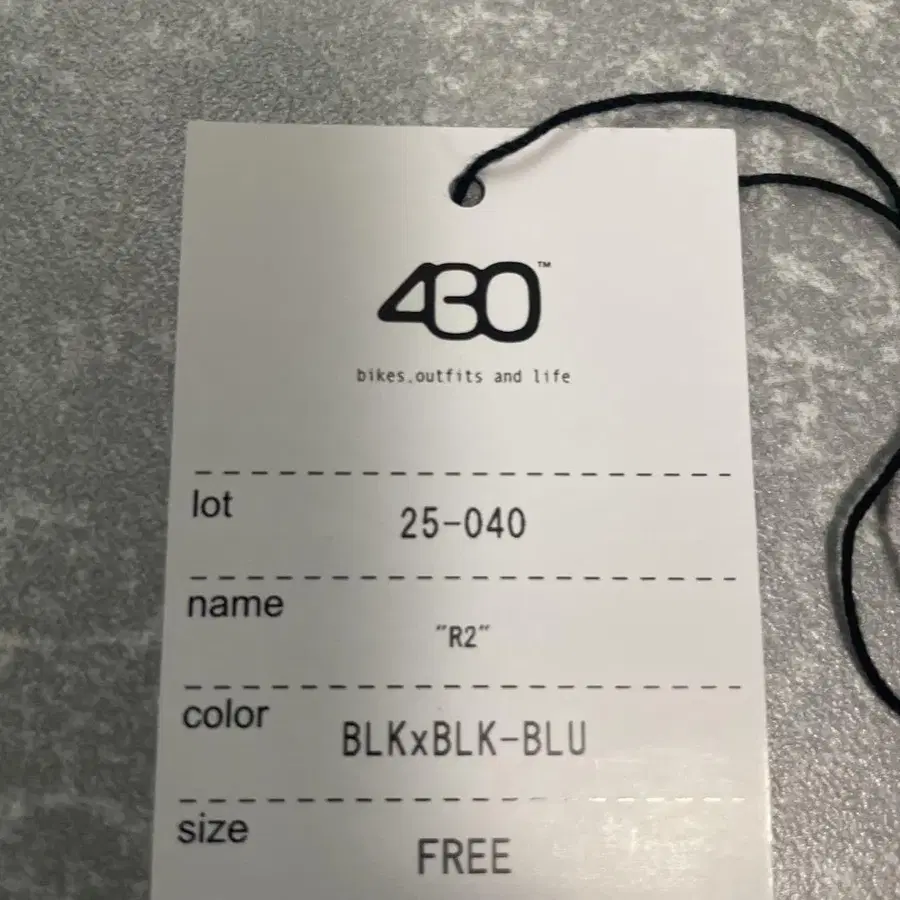 430™
bikes.outfits and life
lot
25-040
name
"R2"
color
BLKxBLK-BLU
size
FREE